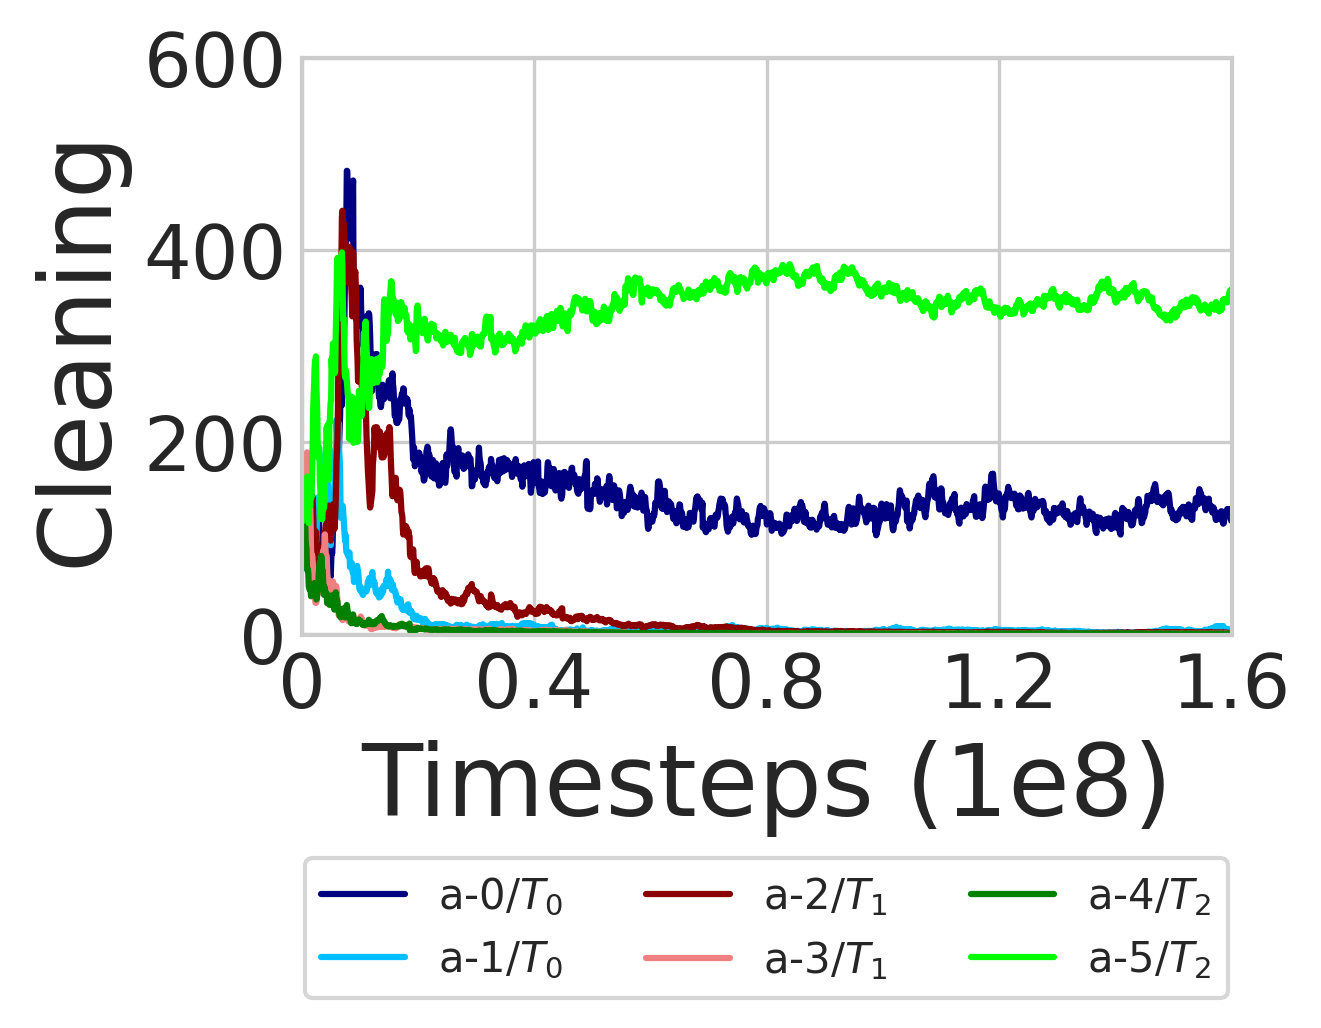 600
400
200
0
Cleaning
0 0.4 0.8 1.2 1.6
Timesteps (1e8)
a-0/T₀ a-2/T₁ a-4/T₂
a-1/T₀ a-3/T₁ a-5/T₂